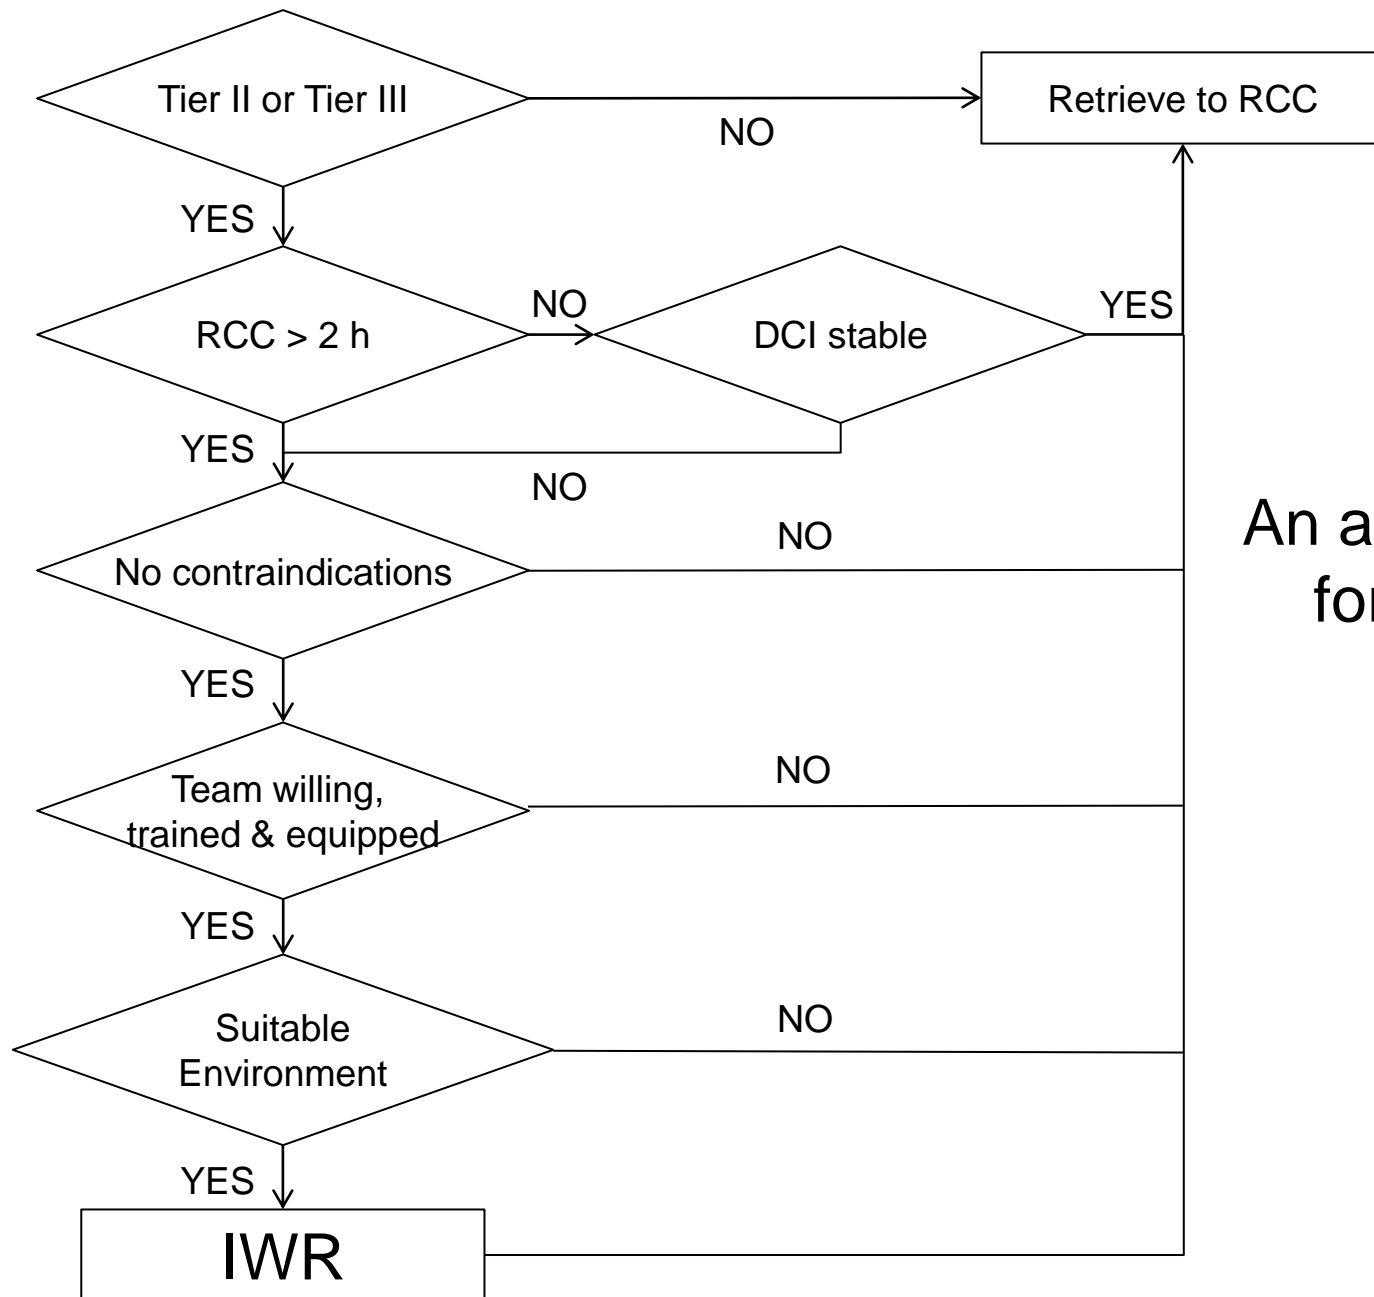 Tier II or Tier III
NO
Retrieve to RCC
YES
RCC > 2 h
NO
DCI stable
YES
YES
NO
No contraindications
NO
An a
for
YES
Team willing,
trained & equipped
NO
YES
Suitable
Environment
NO
YES
IWR